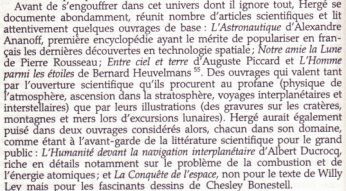 Avant de s'engouffrer dans cet univers dont il ignore tout, Hergé se
documente abondamment, réunit nombre d'articles scientifiques et lit
attentivement quelques ouvrages de base : L'Astronautique d'Alexandre
Ananoff, première encyclopédie ayant le mérite de populariser en fran-
çais les dernières découvertes en technologie spatiale ; Notre amie la Lune
de Pierre Rousseau ; Entre ciel et terre d'Auguste Piccard et L'Homme
parmi les étoiles de Bernard Heuvelmans 55. Des ouvrages qui valent tant
par l'ouverture scientifique qu'ils procurent au profane (physique de
l'atmosphère, ascension dans la stratosphère, voyages interplanétaires et
interstellaires) que par leurs illustrations (des gravures sur les cratères,
montagnes et mers lors d'excursions lunaires). Hergé aurait également
puisé dans deux ouvrages considérés alors, chacun dans son domaine,
comme étant à l'avant-garde de la littérature scientifique pour le grand
public : L'Humanité devant la navigation interplanétaire d'Albert Ducrocq,
riche en détails notamment sur le problème de la combustion et de
l'énergie atomiques ; et La Conquête de l'espace, non pour le texte de Willy
Ley mais pour les fascinants dessins de Chesley Bonestell.